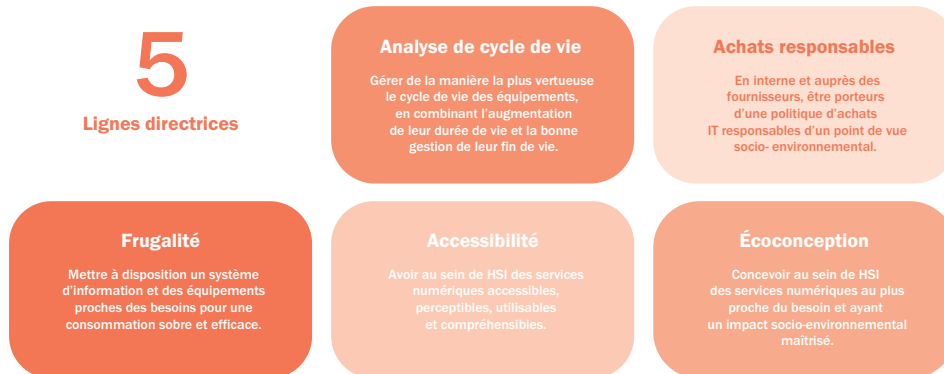 5
Lignes directrices
Analyse de cycle de vie
Gérer de la manière la plus vertueuse
le cycle de vie des équipements,
en combinant l'augmentation
de leur durée de vie et la bonne
gestion de leur fin de vie.
Achats responsables
En interne et auprès des
fournisseurs, être porteurs
d'une politique d'achats
IT responsables d'un point de vue
socio- environnemental.
Frugalité
Mettre à disposition un système
d'information et des équipements
proches des besoins pour une
consommation sobre et efficace.
Accessibilité
Avoir au sein de HSI des services
numériques accessibles,
perceptibles, utilisables
et compréhensibles.
Écoconception
Concevoir au sein de HSI
des services numériques au plus
proche du besoin et ayant
un impact socio-environnemental
maîtrisé.